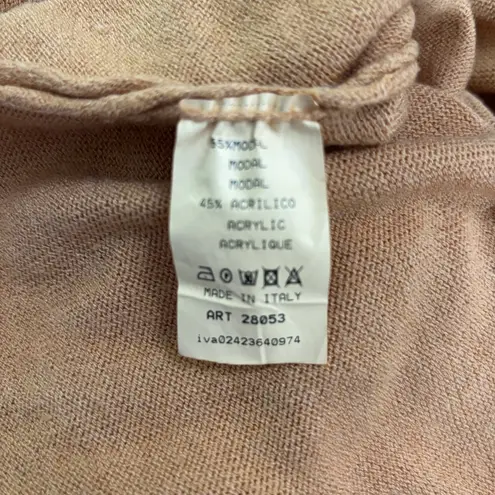 55%MODAL
MODAL
MODAL
45% ACRILICO
ACRYLIC
ACRYLIQUE
MADE IN ITALY
ART 28053
iva02423640974